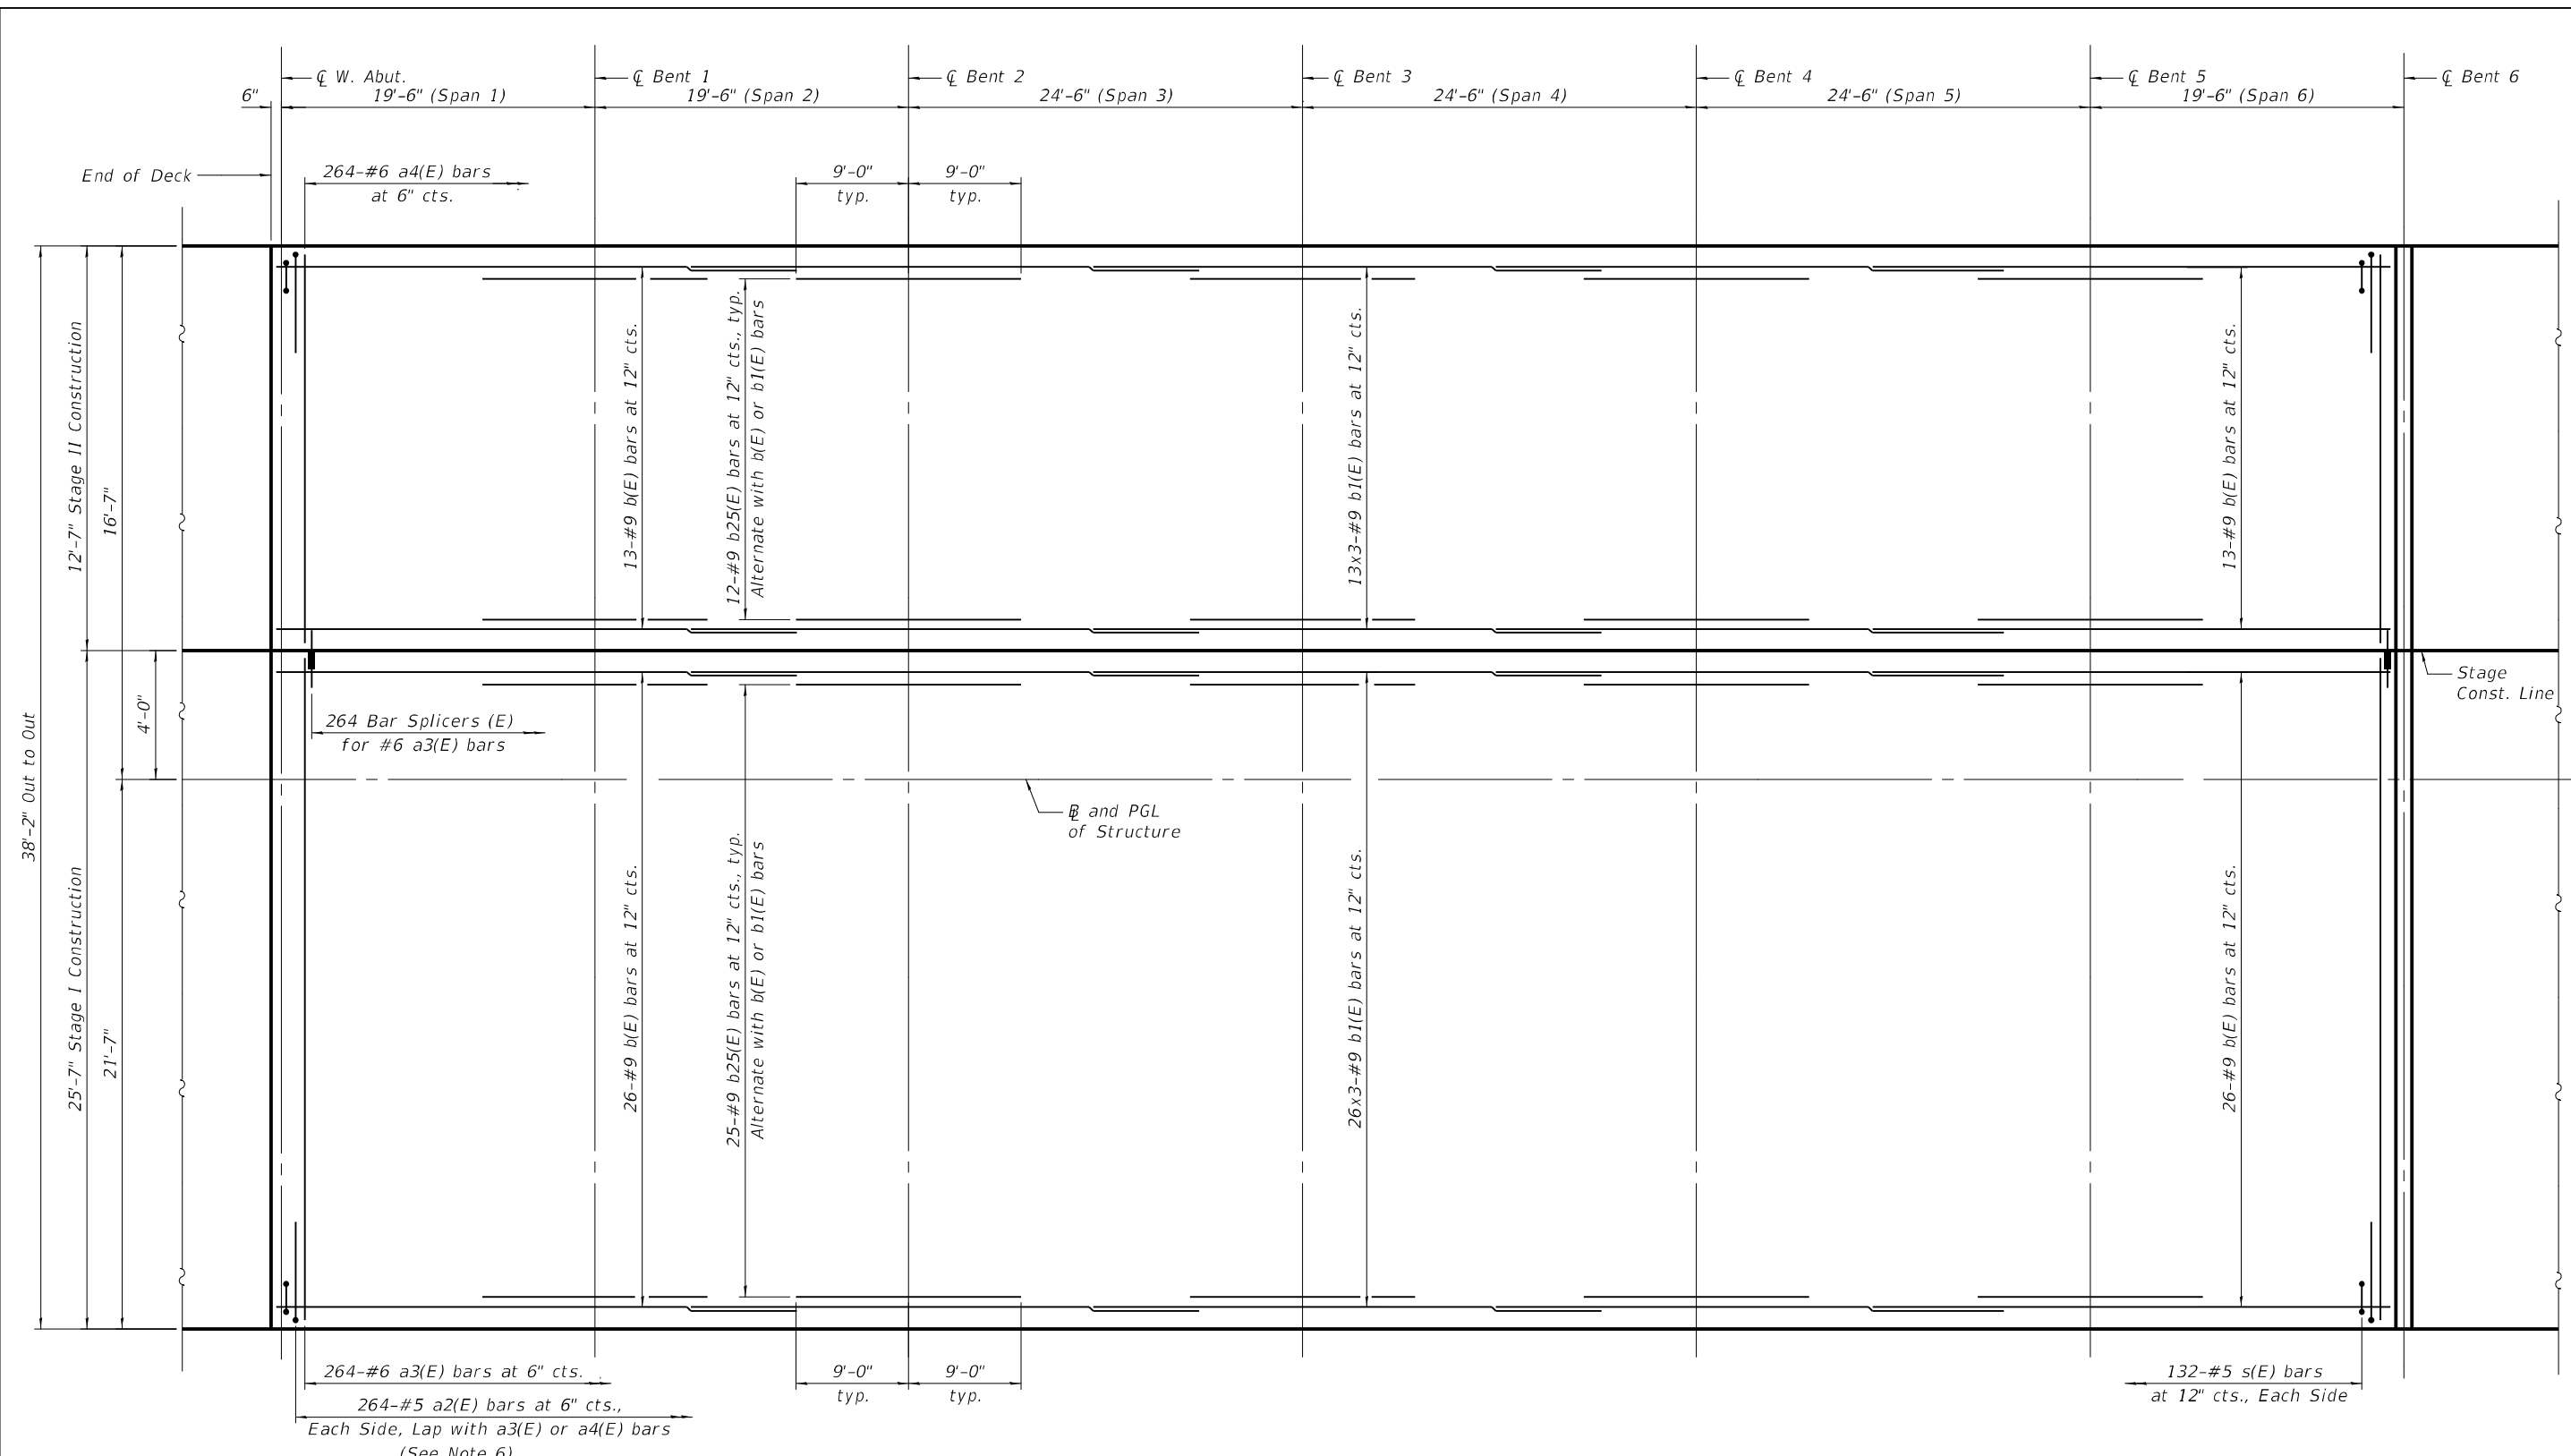 ℄ W. Abut.
℄ Bent 1
℄ Bent 2
℄ Bent 3
℄ Bent 4
℄ Bent 5
℄ Bent 6
6"
19'-6" (Span 1)
19'-6" (Span 2)
24'-6" (Span 3)
24'-6" (Span 4)
24'-6" (Span 5)
19'-6" (Span 6)
End of Deck
264-#6 a4(E) bars
at 6" cts.
9'-0"
typ.
9'-0"
typ.
38'-2" Out to Out
12'-7" Stage II Construction
16'-7"
13-#9 b(E) bars at 12" cts.
12-#9 b25(E) bars at 12" cts., typ.
Alternate with b(E) or b1(E) bars
13x3-#9 b1(E) bars at 12" cts.
13-#9 b(E) bars at 12" cts.
Stage
Const. Line
4'-0"
264 Bar Splicers (E)
for #6 a3(E) bars
B̵L and PGL
of Structure
25'-7" Stage I Construction
21'-7"
26-#9 b(E) bars at 12" cts.
25-#9 b25(E) bars at 12" cts., typ.
Alternate with b(E) or b1(E) bars
26x3-#9 b1(E) bars at 12" cts.
26-#9 b(E) bars at 12" cts.
264-#6 a3(E) bars at 6" cts.
264-#5 a2(E) bars at 6" cts.,
Each Side, Lap with a3(E) or a4(E) bars
(See Note 6)
9'-0"
typ.
9'-0"
typ.
132-#5 s(E) bars
at 12" cts., Each Side